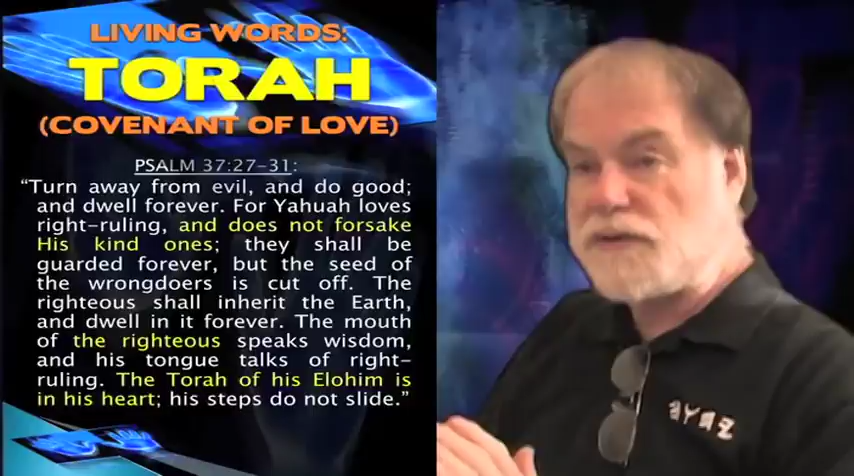 LIVING WORDS:
TORAH
(COVENANT OF LOVE)
PSALM 37:27-31:
“Turn away from evil, and do good;
and dwell forever. For Yahuah loves
right-ruling, and does not forsake
His kind ones; they shall be
guarded forever, but the seed of
the wrongdoers is cut off. The
righteous shall inherit the Earth,
and dwell in it forever. The mouth
of the righteous speaks wisdom,
and his tongue talks of right-
ruling. The Torah of his Elohim is
in his heart; his steps do not slide.”